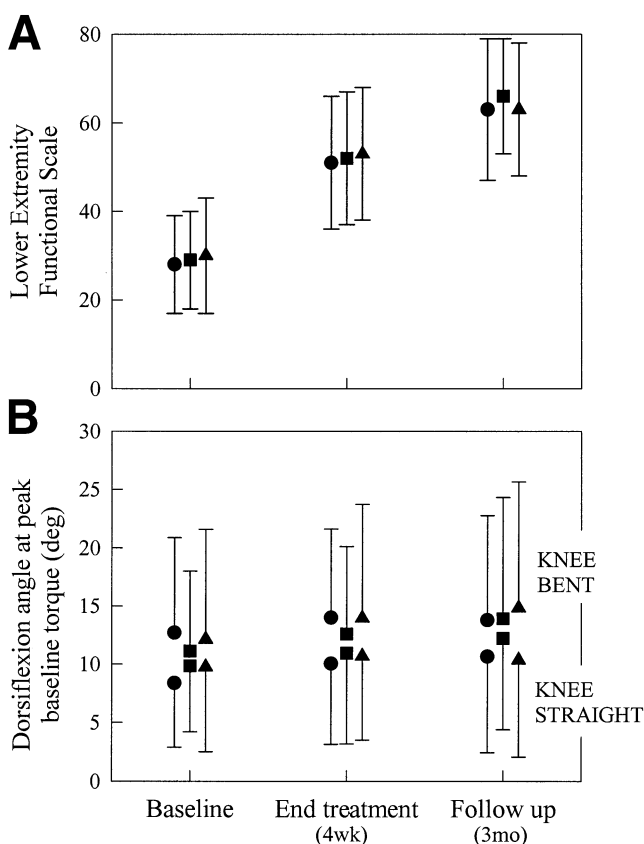 A
80
60
40
20
0
Lower Extremity
Functional Scale
B
30
25
20
15
10
5
0
Dorsiflexion angle at peak
baseline torque (deg)
KNEE
BENT
KNEE
STRAIGHT
Baseline
End treatment
(4wk)
Follow up
(3mo)